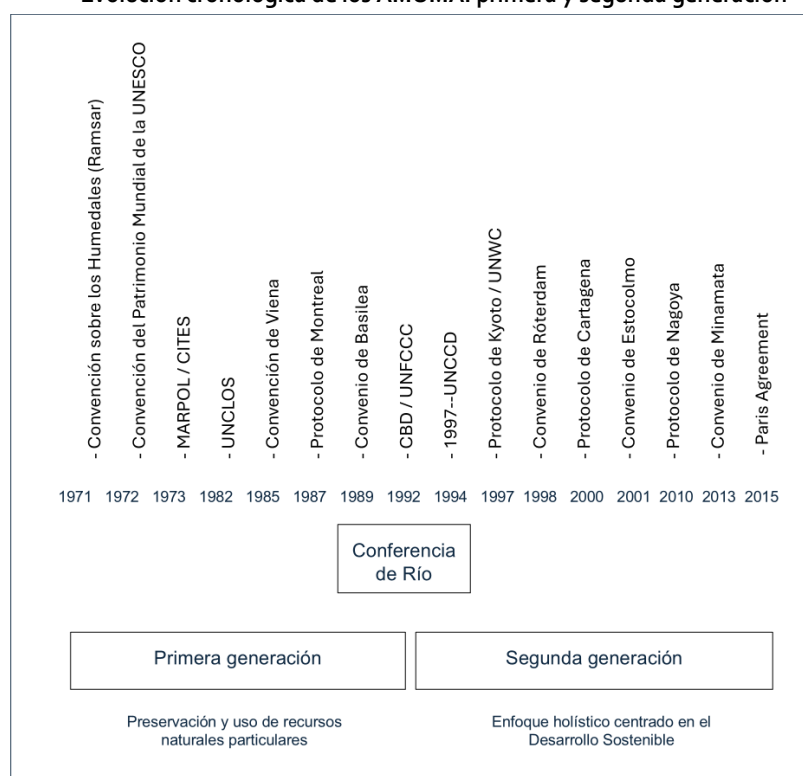 Evolución cronológica de los AMUMA: primera y segunda generación
- Convención sobre los Humedales (Ramsar)
- Convención del Patrimonio Mundial de la UNESCO
- MARPOL / CITES
- UNCLOS
- Convención de Viena
- Protocolo de Montreal
- Convenio de Basilea
- CBD / UNFCCC
- 1997--UNCCD
- Protocolo de Kyoto / UNWC
- Convenio de Róterdam
- Protocolo de Cartagena
- Convenio de Estocolmo
- Protocolo de Nagoya
- Convenio de Minamata
- Paris Agreement
1971 1972 1973 1982 1985 1987 1989 1992 1994 1997 1998 2000 2001 2010 2013 2015
Conferencia
de Río
Primera generación
Segunda generación
Preservación y uso de recursos
naturales particulares
Enfoque holístico centrado en el
Desarrollo Sostenible